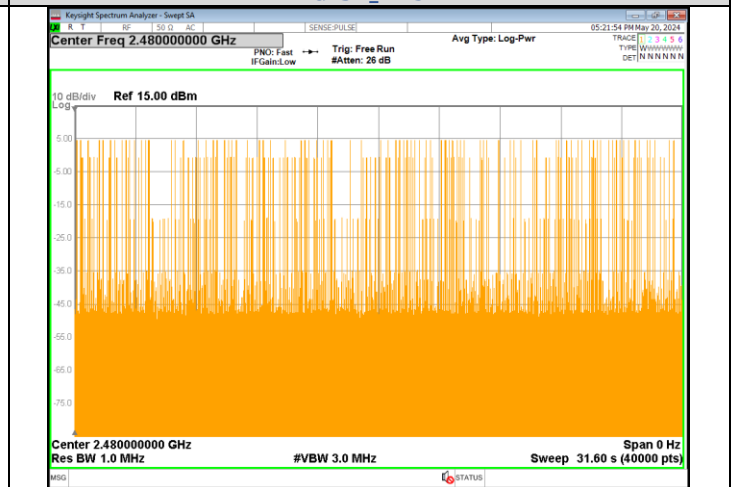 Keysight Spectrum Analyzer - Swept SA
R T RF 50 Ω AC SENSE:PULSE 05:21:54 PM May 20, 2024
Center Freq 2.480000000 GHz Avg Type: Log-Pwr TRACE 1 2 3 4 5 6
PNO: Fast Trig: Free Run TYPE WWWWWW
IFGain:Low #Atten: 26 dB DET N N N N N N
10 dB/div Ref 15.00 dBm
Log
5.00
-5.00
-15.0
-25.0
-35.0
-45.0
-55.0
-65.0
-75.0
Center 2.480000000 GHz Span 0 Hz
Res BW 1.0 MHz #VBW 3.0 MHz Sweep 31.60 s (40000 pts)
MSG STATUS